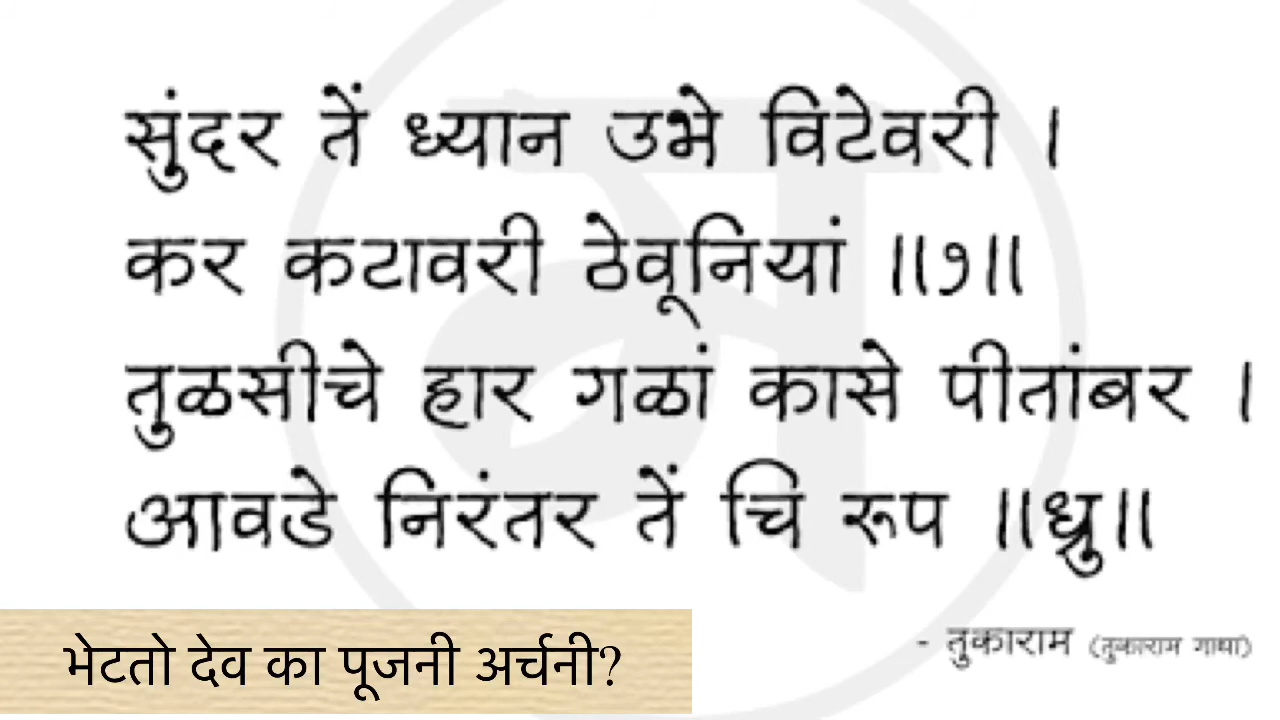 सुंदर तें ध्यान उभे विटेवरी ।
कर कटावरी ठेवूनियां ॥१॥
तुळसीचे हार गळां कासे पीतांबर ।
आवडे निरंतर तें चि रूप ॥ध्रु॥
- तुकाराम (तुकाराम गाथा)
भेटतो देव का पूजनी अर्चनी?